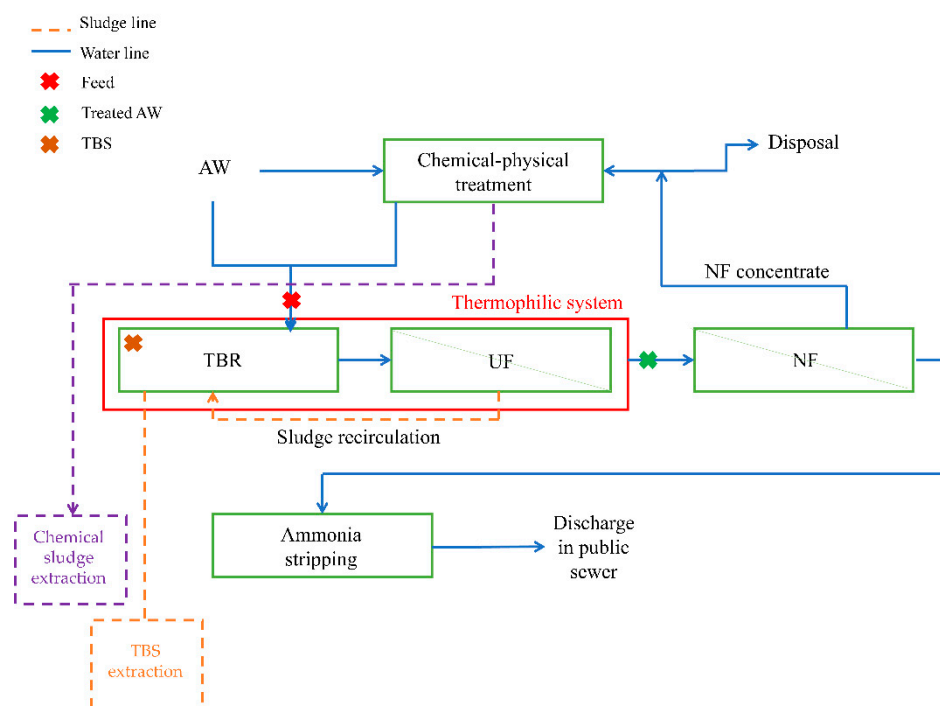 Sludge line
Water line
Feed
Treated AW
TBS
AW
Chemical-physical
treatment
Disposal
NF concentrate
Thermophilic system
TBR
UF
NF
Sludge recirculation
Ammonia
stripping
Discharge
in public
sewer
Chemical
sludge
extraction
TBS
extraction